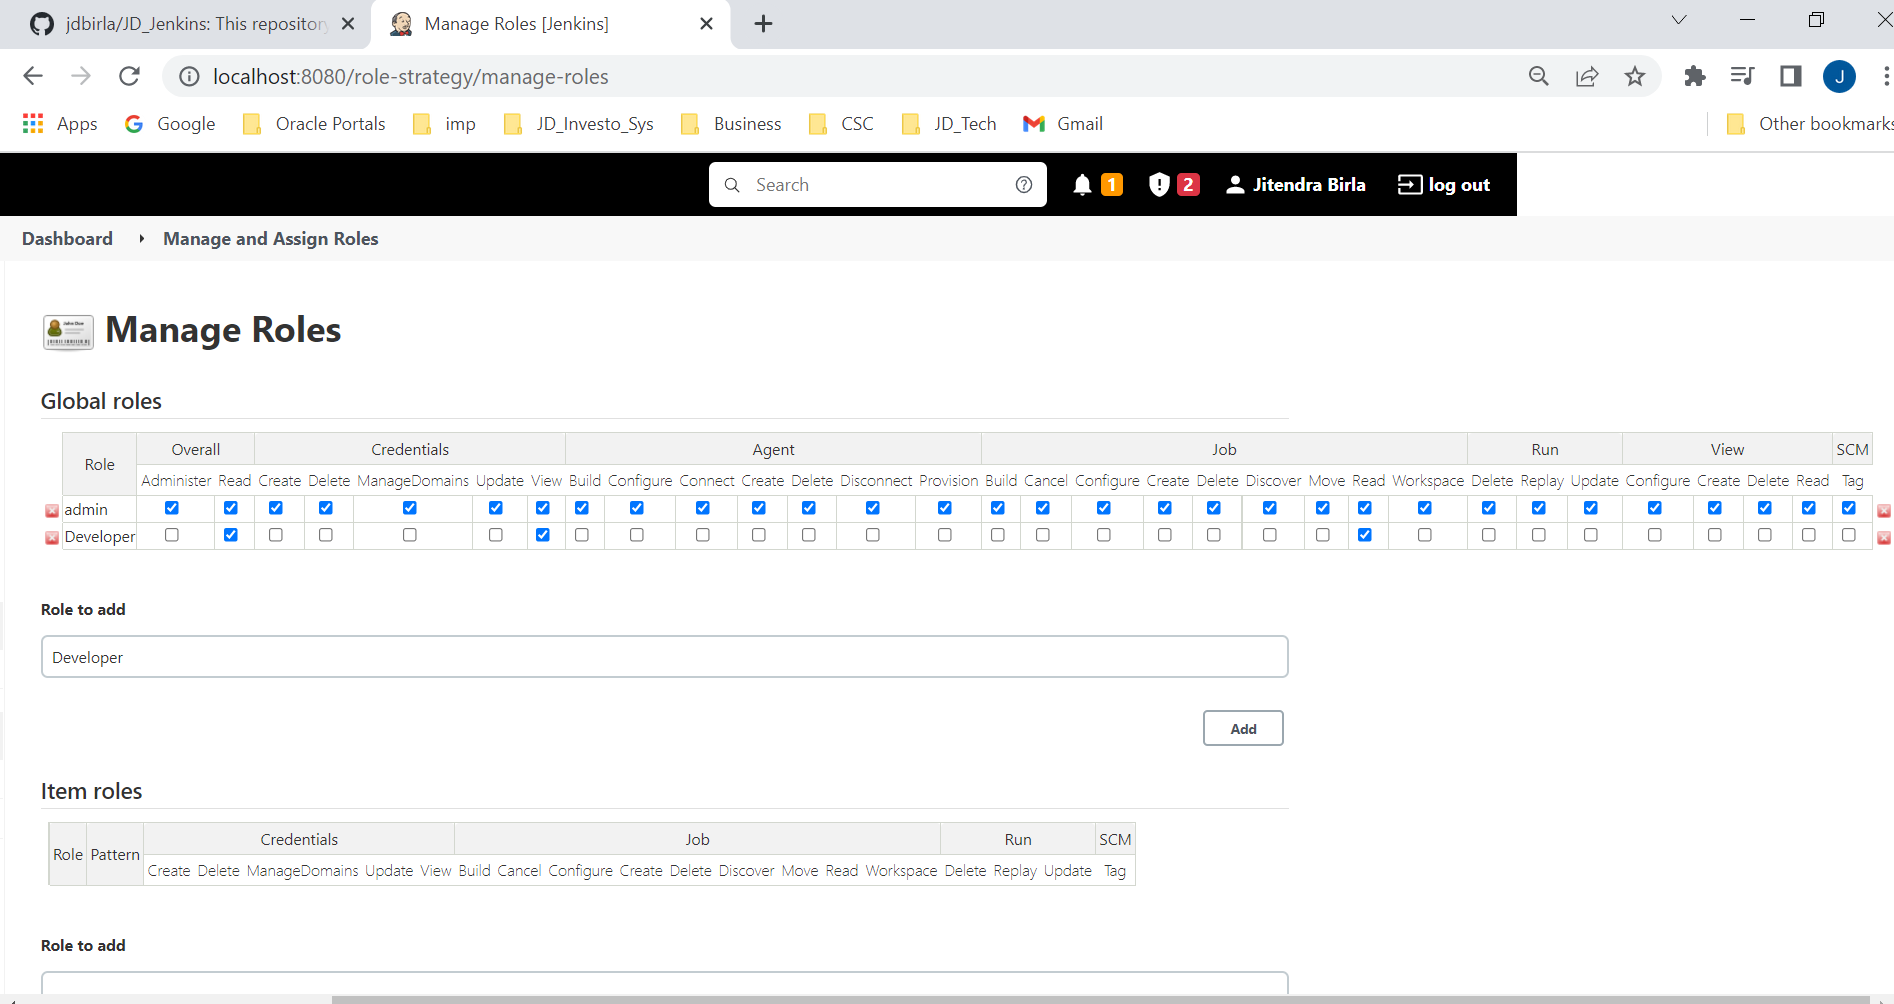 jdbirla/JD_Jenkins: This repository
Manage Roles [Jenkins]
localhost:8080/role-strategy/manage-roles
J
Apps
Google
Oracle Portals
imp
JD_Investo_Sys
Business
CSC
JD_Tech
Gmail
Other bookmarks
Search
1
2
Jitendra Birla
log out
Dashboard
Manage and Assign Roles
Manage Roles
Global roles
Role Overall Credentials Agent Job Run View SCM
Administer Read Create Delete ManageDomains Update View Build Configure Connect Create Delete Disconnect Provision Build Cancel Configure Create Delete Discover Move Read Workspace Delete Replay Update Configure Create Delete Read Tag
admin
Developer
Role to add
Developer
Add
Item roles
Role Pattern Credentials Job Run SCM
Create Delete ManageDomains Update View Build Cancel Configure Create Delete Discover Move Read Workspace Delete Replay Update Tag
Role to add